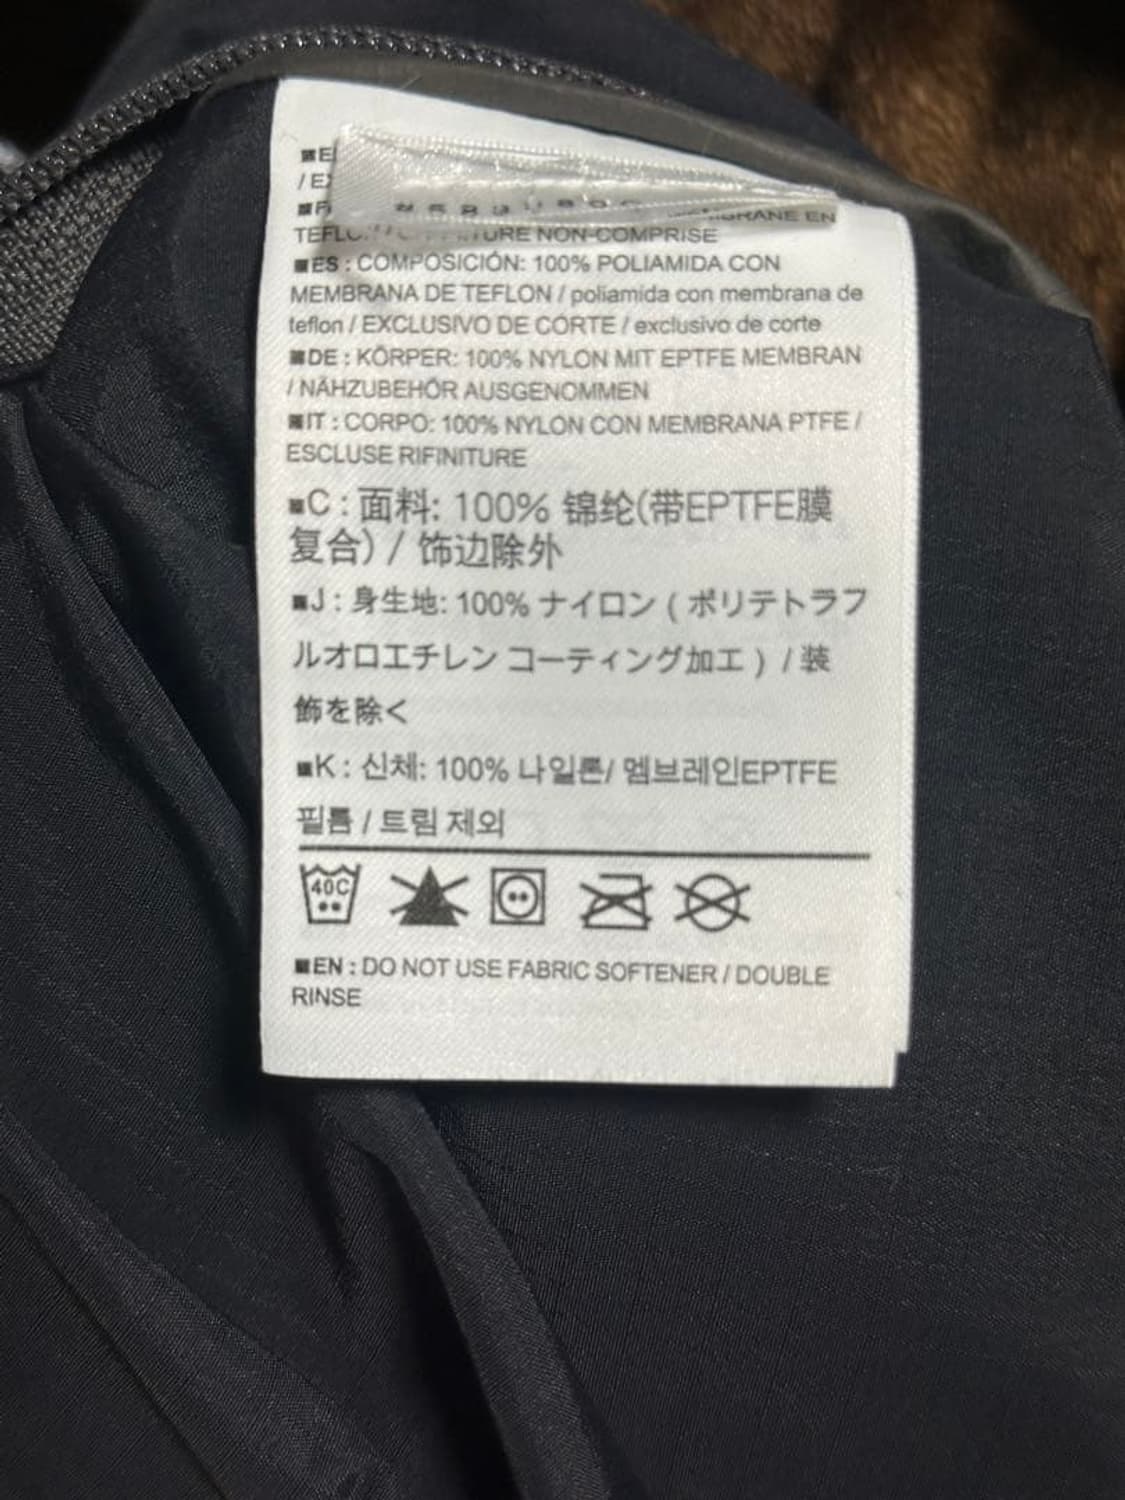 ■E
/ E
■F MEMBRANE EN
TEFLON / NON-COMPRISE
■ES : COMPOSICIÓN: 100% POLIAMIDA CON
MEMBRANA DE TEFLON / poliamida con membrana de
teflon / EXCLUSIVO DE CORTE / exclusivo de corte
■DE : KÖRPER: 100% NYLON MIT EPTFE MEMBRAN
/ NÄHZUBEHÖR AUSGENOMMEN
■IT : CORPO: 100% NYLON CON MEMBRANA PTFE /
ESCLUSE RIFINITURE
■C : 面料: 100% 锦纶(带EPTFE膜
复合) / 饰边除外
■J : 身生地: 100% ナイロン ( ポリテトラフ
ルオロエチレン コーティング加工 ) / 装
飾を除く
■K : 신체: 100% 나일론/ 멤브레인EPTFE
필름 / 트림 제외
40C
■EN : DO NOT USE FABRIC SOFTENER / DOUBLE
RINSE